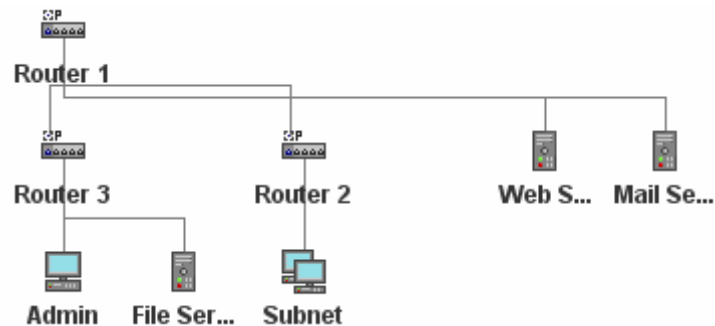 P
Router 1
P
P
Router 3
Router 2
Web S...
Mail Se...
Admin
File Ser...
Subnet